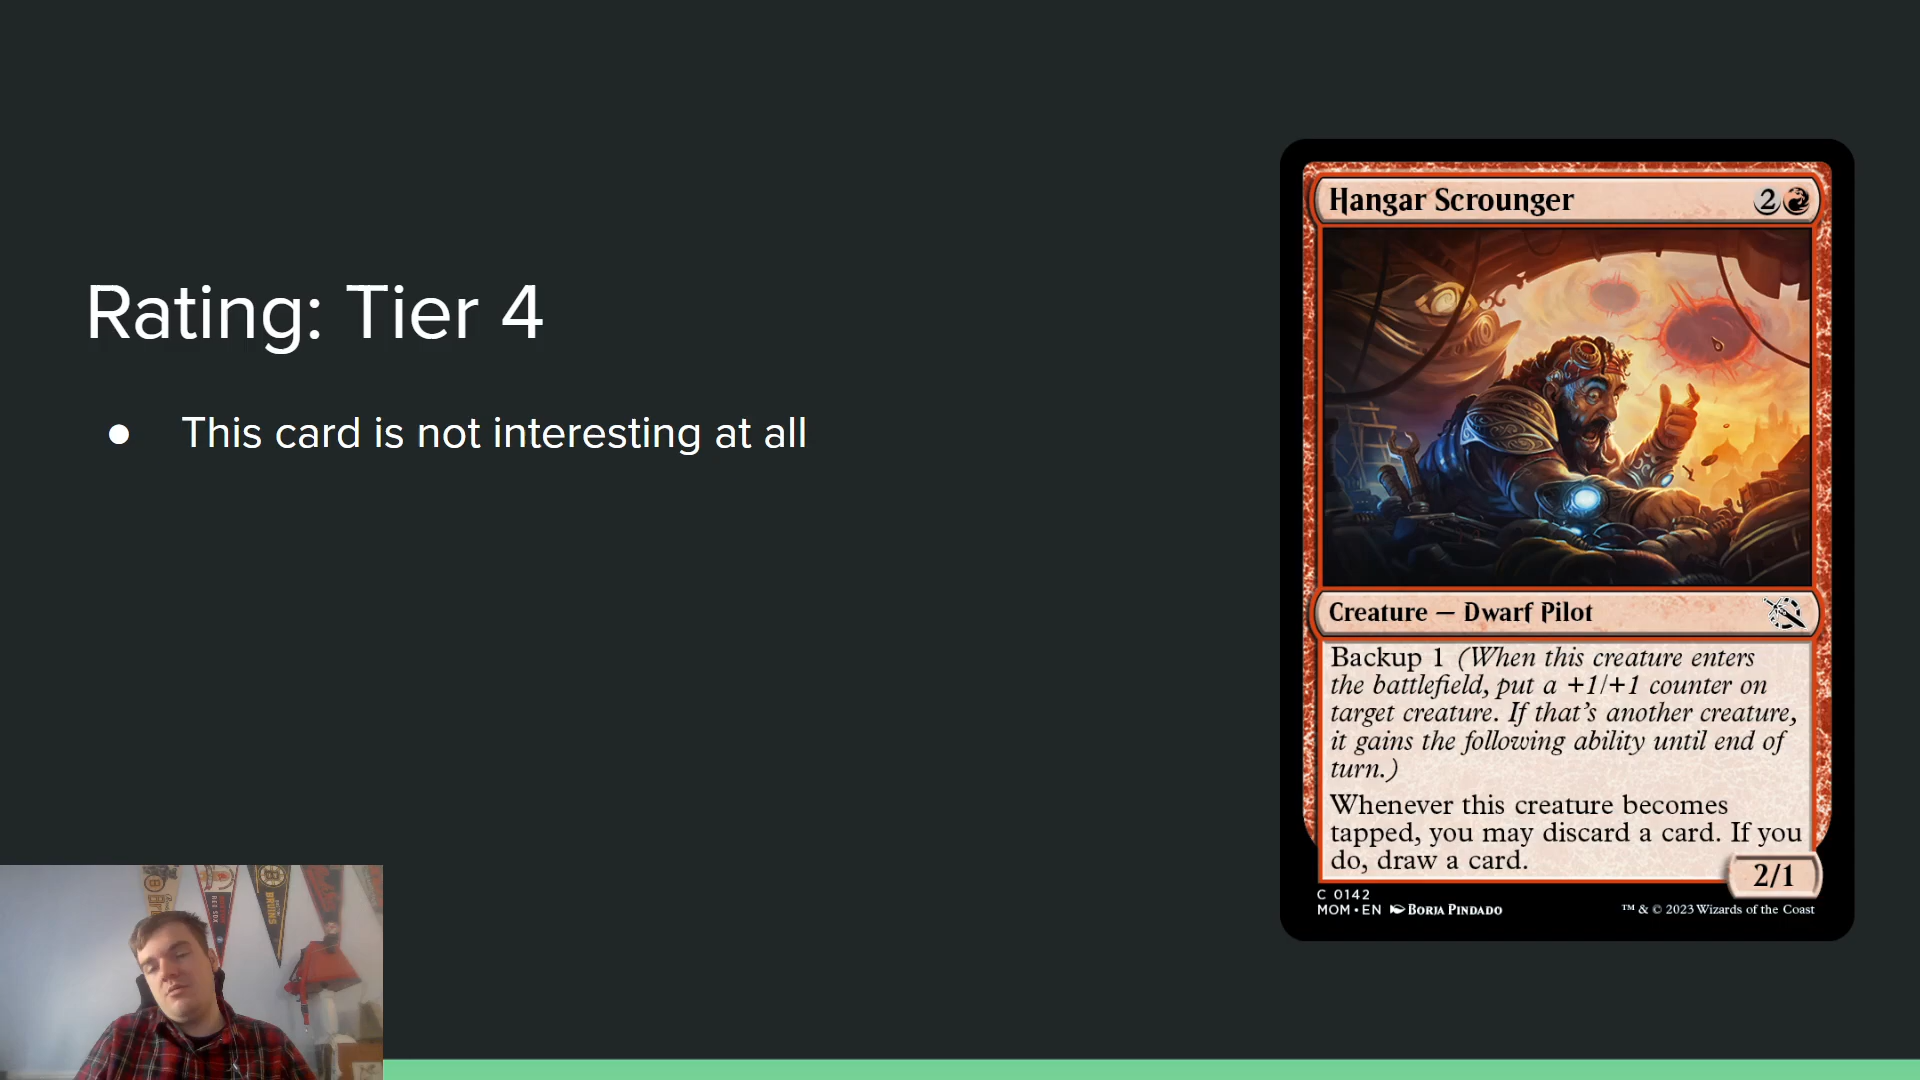 Rating: Tier 4
● This card is not interesting at all
Hangar Scrounger 2
Creature — Dwarf Pilot
Backup 1 (When this creature enters
the battlefield, put a +1/+1 counter on
target creature. If that's another creature,
it gains the following ability until end of
turn.)
Whenever this creature becomes
tapped, you may discard a card. If you
do, draw a card.
2/1
C 0142
MOM • EN Borja Pindado
™ & © 2023 Wizards of the Coast
BRUINS